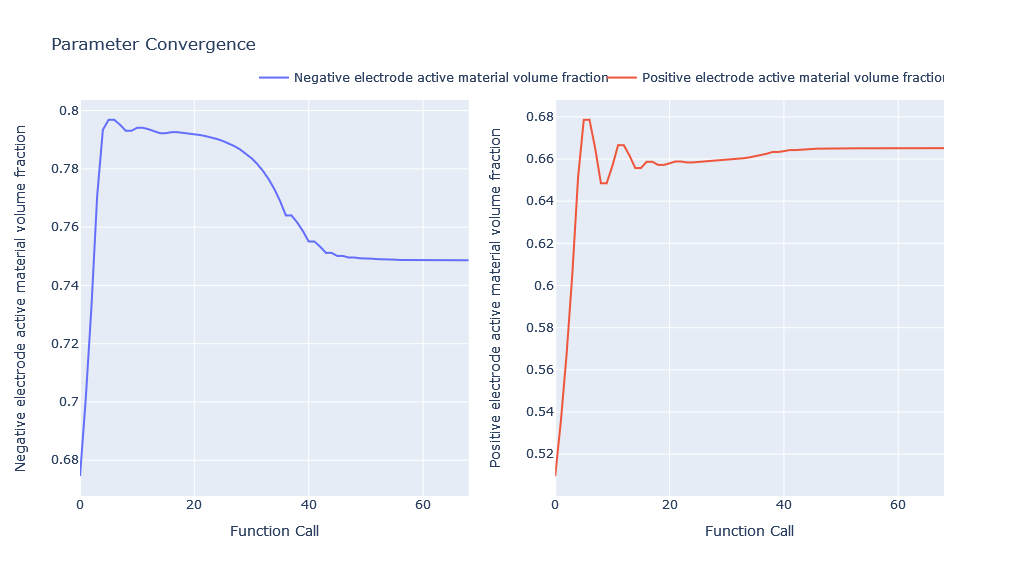 Parameter Convergence
Negative electrode active material volume fraction
Positive electrode active material volume fraction
Negative electrode active material volume fraction
0.8
0.78
0.76
0.74
0.72
0.7
0.68
0 20 40 60
Function Call
Positive electrode active material volume fraction
0.68
0.66
0.64
0.62
0.6
0.58
0.56
0.54
0.52
0 20 40 60
Function Call